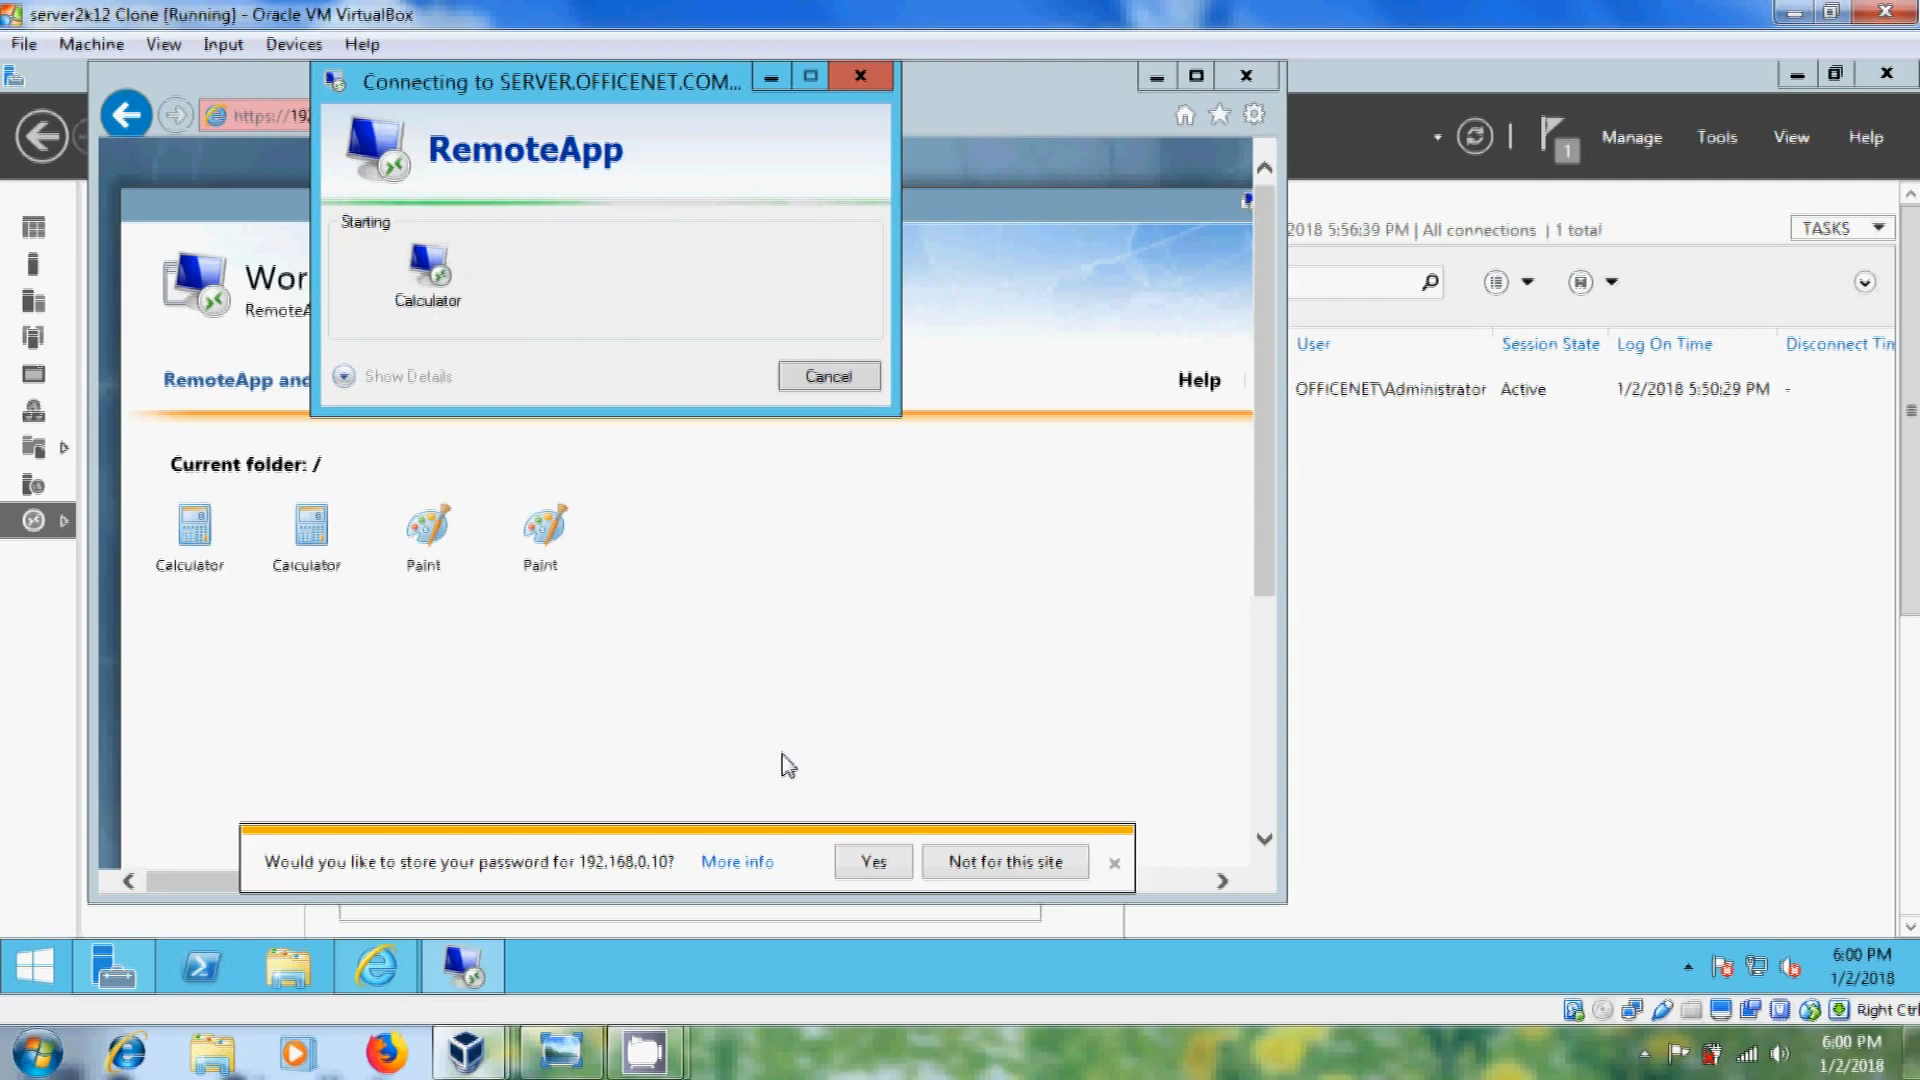 server2k12 Clone [Running] - Oracle VM VirtualBox
File Machine View Input Devices Help
Connecting to SERVER.OFFICENET.COM...
https://19
RemoteApp
1
Manage Tools View Help
Starting
2018 5:56:39 PM | All connections | 1 total
TASKS
Wor
RemoteA
Calculator
User Session State Log On Time Disconnect Tin
RemoteApp and
Show Details
Cancel
Help
OFFICENET\Administrator Active 1/2/2018 5:50:29 PM -
Current folder: /
Calculator Calculator Paint Paint
Would you like to store your password for 192.168.0.10? More info Yes Not for this site
6:00 PM
1/2/2018
Right Ctrl
6:00 PM
1/2/2018